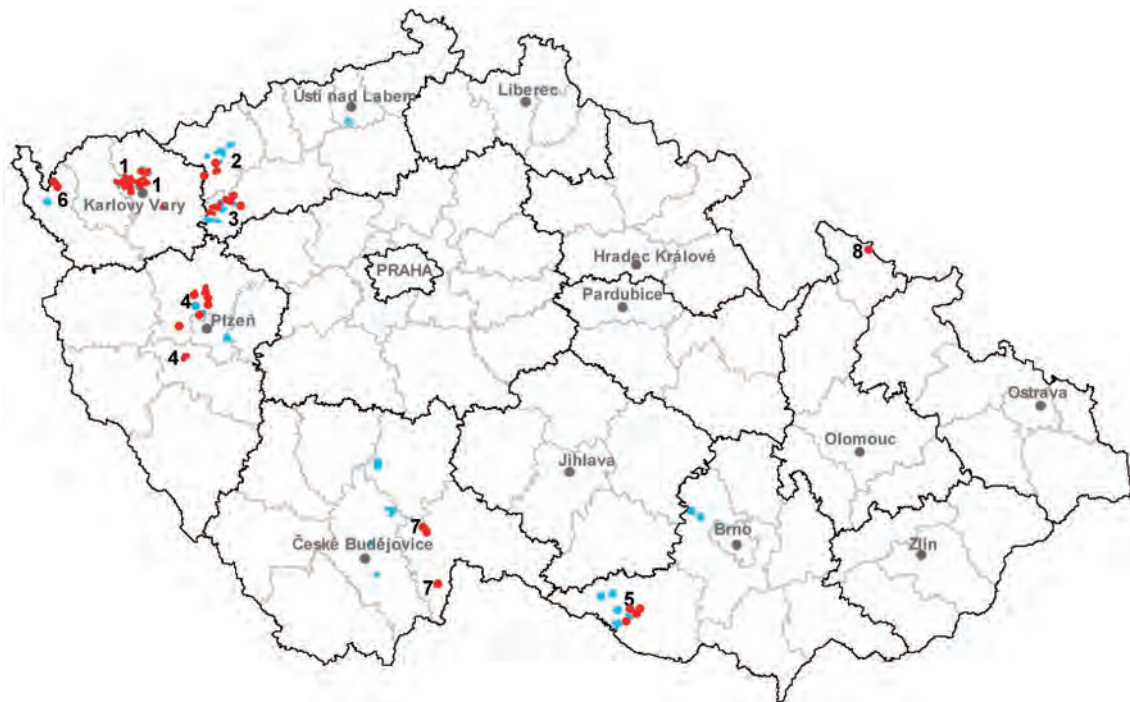 Ústí nad Labem
Liberec
1
2
1
6
Karlovy Vary
3
8
Hradec Králové
PRAHA
4
Pardubice
Plzeň
4
Ostrava
Olomouc
Jihlava
7
Brno
České Budějovice
Zlín
7
5